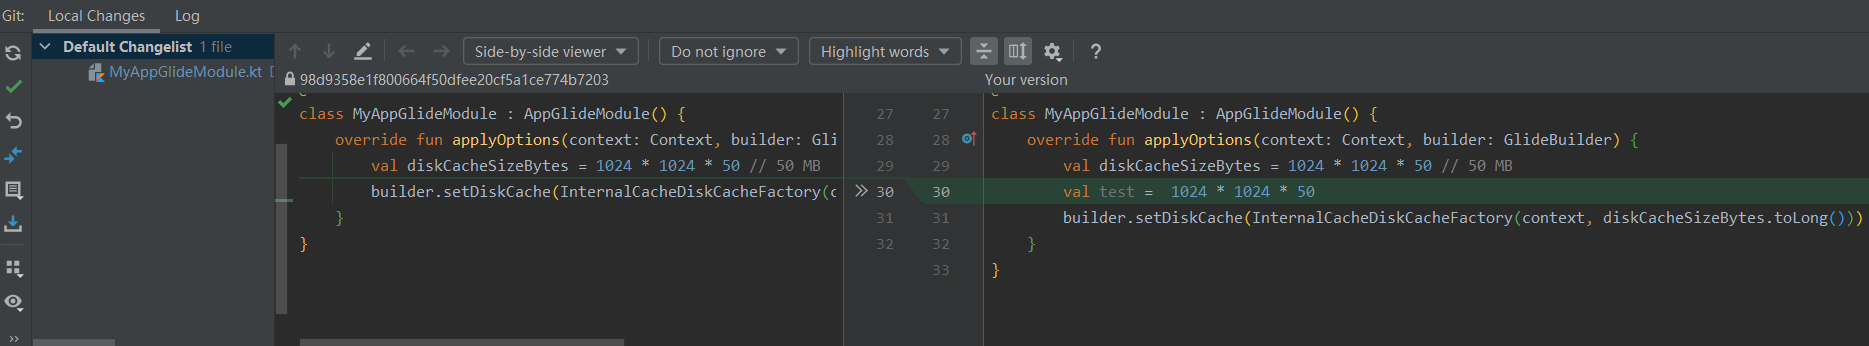 Git: Local Changes Log
Default Changelist 1 file
MyAppGlideModule.kt
Side-by-side viewer Do not ignore Highlight words ?
98d9358e1f800664f50dfee20cf5a1ce774b7203
class MyAppGlideModule : AppGlideModule() {
override fun applyOptions(context: Context, builder: Gli
val diskCacheSizeBytes = 1024 * 1024 * 50 // 50 MB
builder.setDiskCache(InternalCacheDiskCacheFactory(c
}
}
27 27
28 28
29 29
30 30
31 31
32 32
33
Your version
class MyAppGlideModule : AppGlideModule() {
override fun applyOptions(context: Context, builder: GlideBuilder) {
val diskCacheSizeBytes = 1024 * 1024 * 50 // 50 MB
val test =  1024 * 1024 * 50
builder.setDiskCache(InternalCacheDiskCacheFactory(context, diskCacheSizeBytes.toLong()))
}
}